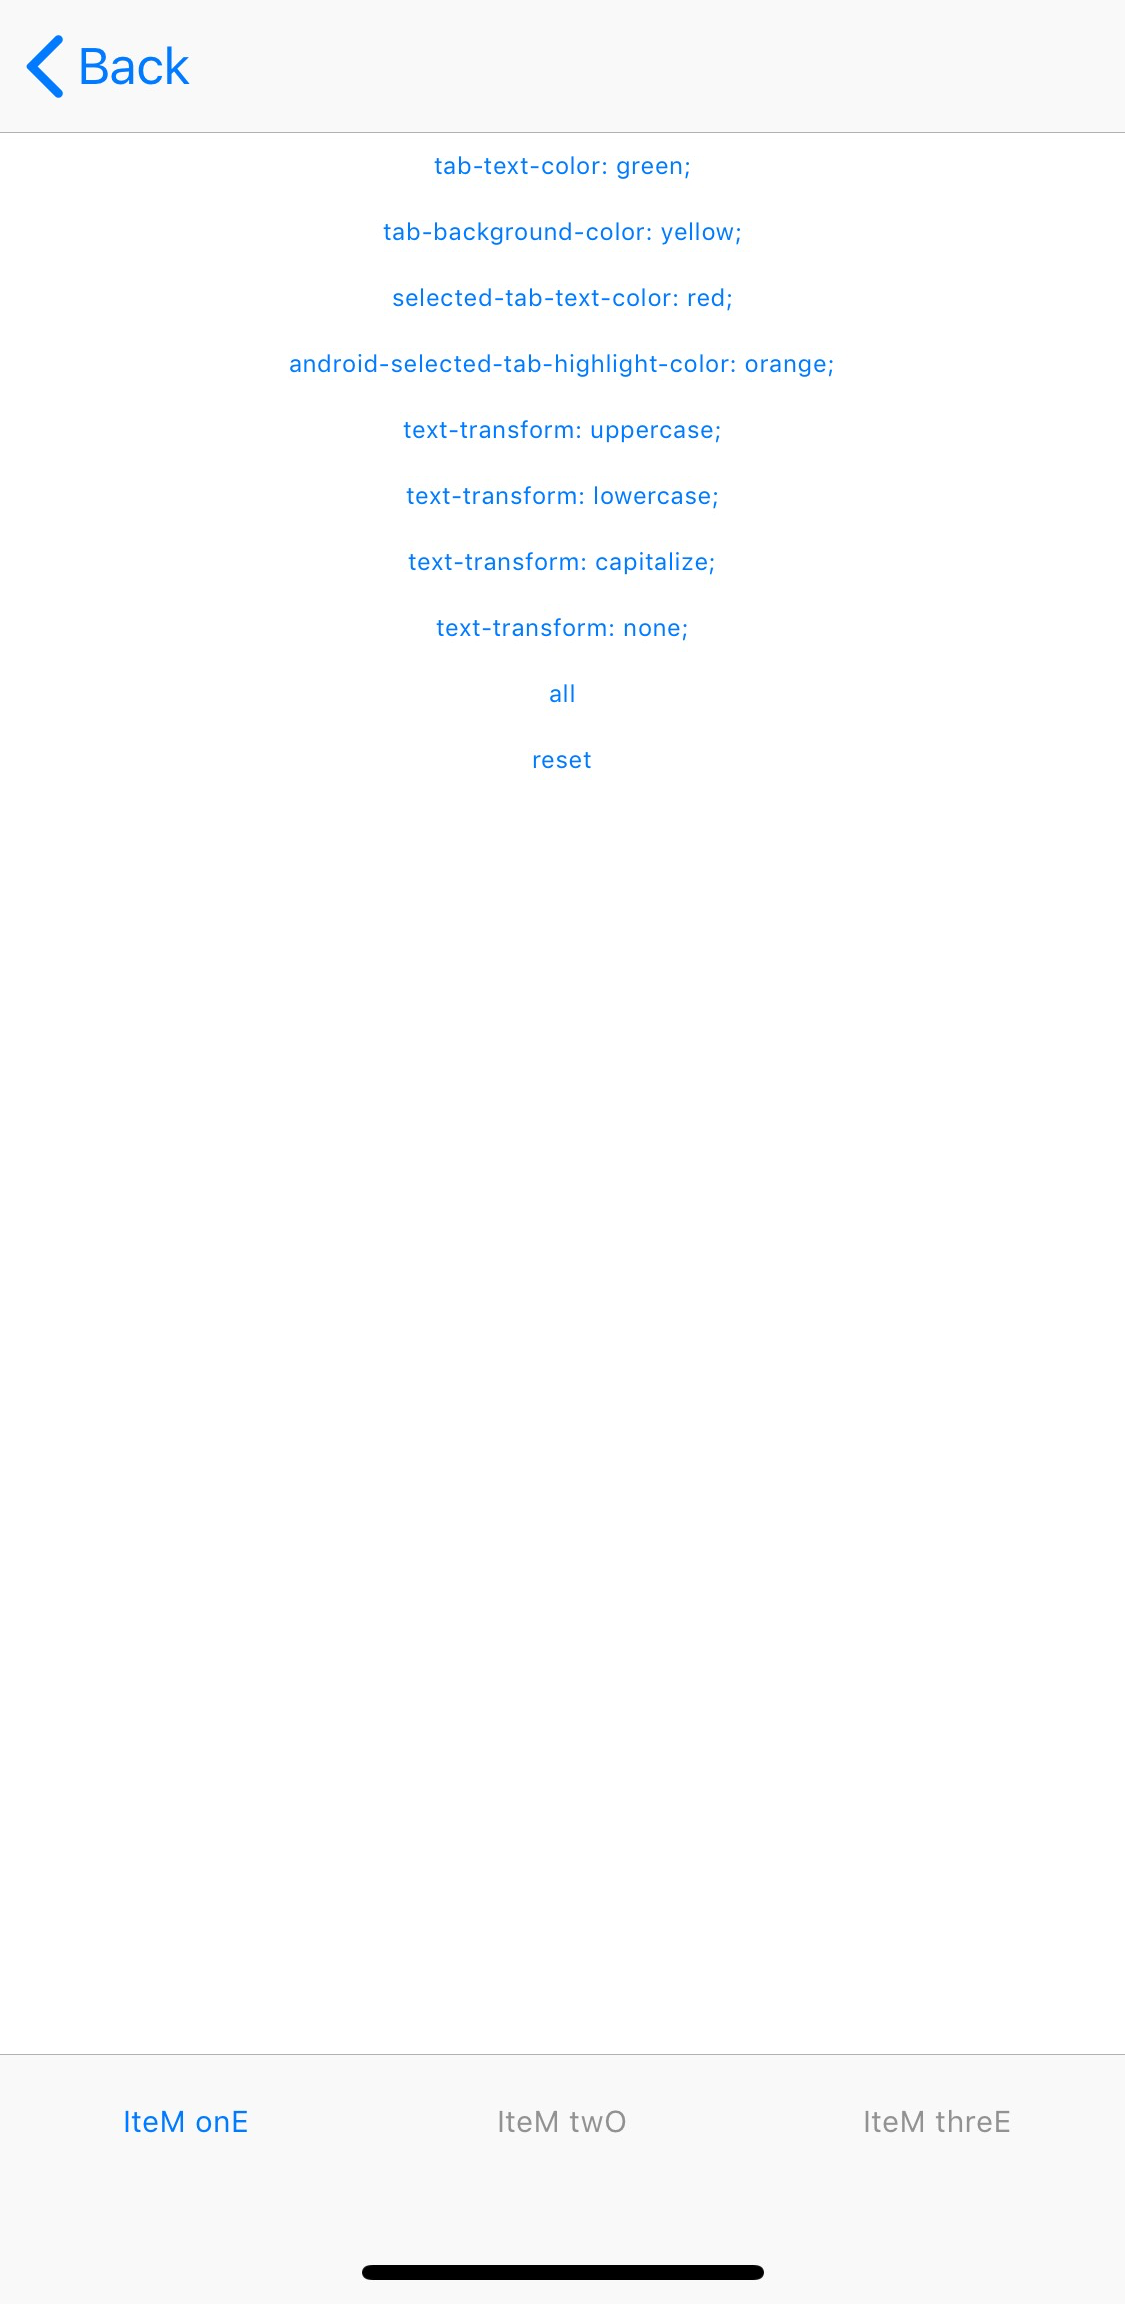 Back
tab-text-color: green;
tab-background-color: yellow;
selected-tab-text-color: red;
android-selected-tab-highlight-color: orange;
text-transform: uppercase;
text-transform: lowercase;
text-transform: capitalize;
text-transform: none;
all
reset
IteM onE IteM twO IteM threE